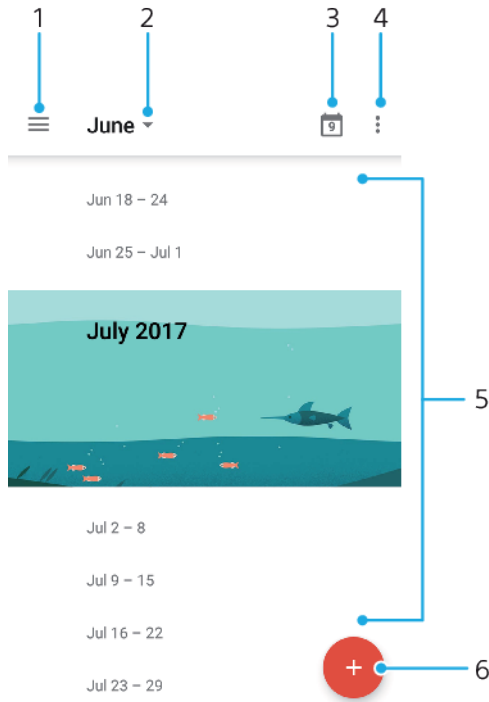 1 2 3 4
June 9
Jun 18 – 24
Jun 25 – Jul 1
July 2017
5
Jul 2 – 8
Jul 9 – 15
Jul 16 – 22
6
Jul 23 – 29